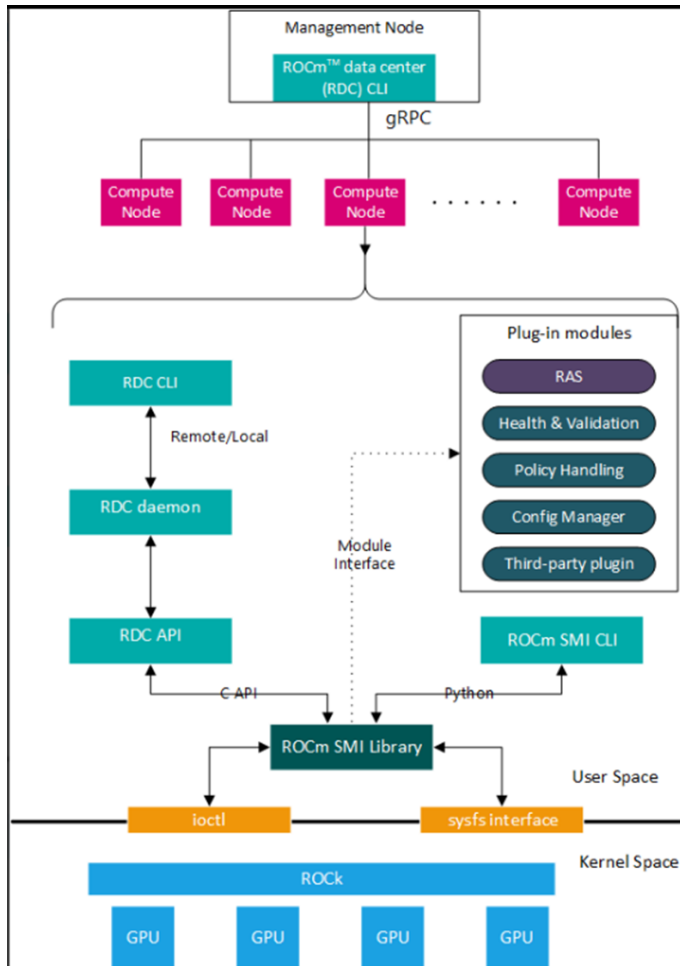 Management Node
ROCm™ data center
(RDC) CLI
gRPC
Compute
Node
Compute
Node
Compute
Node
. . . . . .
Compute
Node
Plug-in modules
RAS
Health & Validation
Policy Handling
Config Manager
Third-party plugin
RDC CLI
Remote/Local
RDC daemon
Module
Interface
RDC API
ROCm SMI CLI
C API
Python
ROCm SMI Library
User Space
ioctl
sysfs interface
Kernel Space
ROCk
GPU
GPU
GPU
GPU